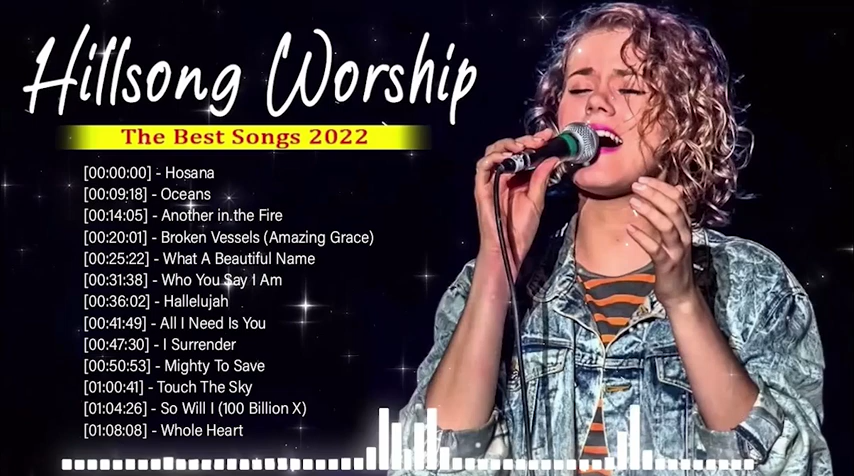 Hillsong Worship
The Best Songs 2022
[00:00:00] - Hosana
[00:09:18] - Oceans
[00:14:05] - Another in.the Fire
[00:20:01] - Broken Vessels (Amazing Grace)
[00:25:22] - What A Beautiful Name
[00:31:38] - Who You Say I Am
[00:36:02] - Hallelujah
[00:41:49] - All I Need Is You
[00:47:30] - I Surrender
[00:50:53] - Mighty To Save
[01:00:41] - Touch The Sky
[01:04:26] - So Will I (100 Billion X)
[01:08:08] - Whole Heart